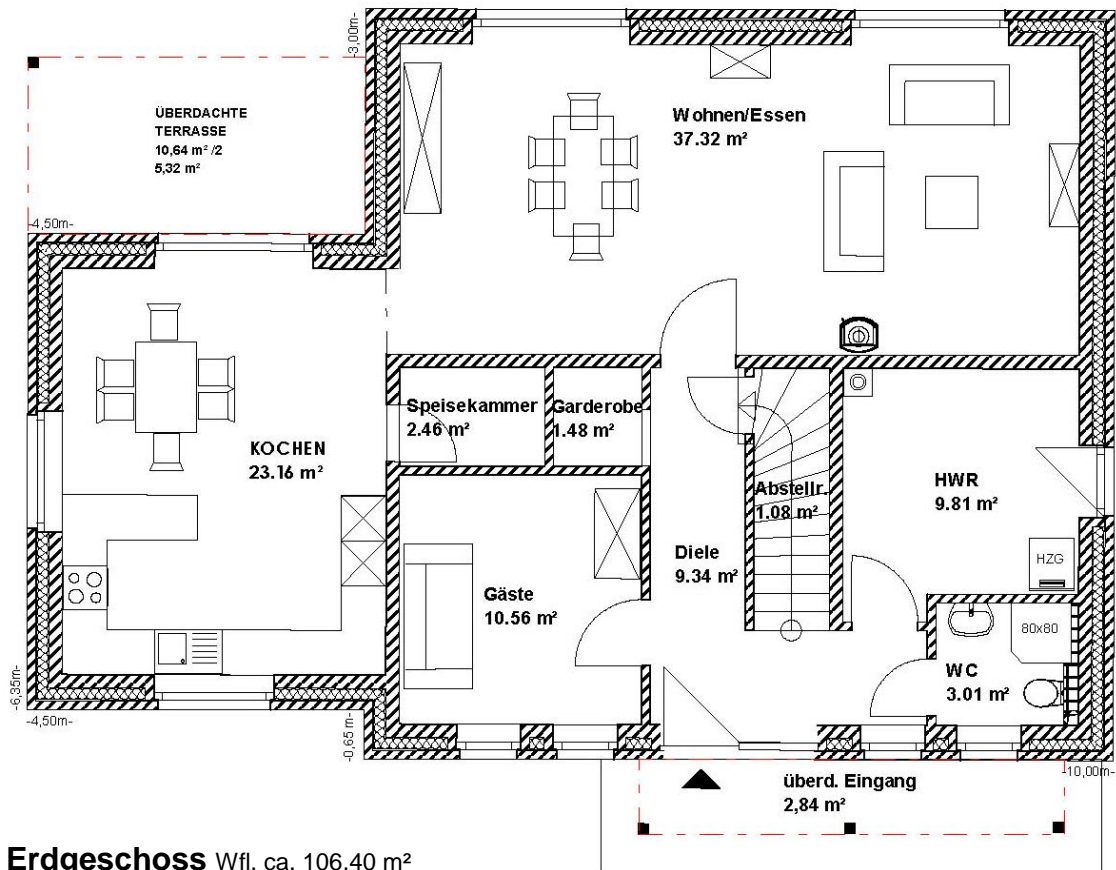 -3,00m-
ÜBERDACHTE
TERRASSE
10,64 m² /2
5,32 m²
Wohnen/Essen
37.32 m²
-4,50m-
Speisekammer
2.46 m²
Garderobe
1.48 m²
KOCHEN
23.16 m²
Abstellr.
1.08 m²
HWR
9.81 m²
Diele
9.34 m²
HZG
Gäste
10.56 m²
80x80
WC
3.01 m²
-6,35m-
-4,50m-
-0,65 m-
-10,00m-
überd. Eingang
2,84 m²
Erdgeschoss Wfl. ca. 106.40 m²